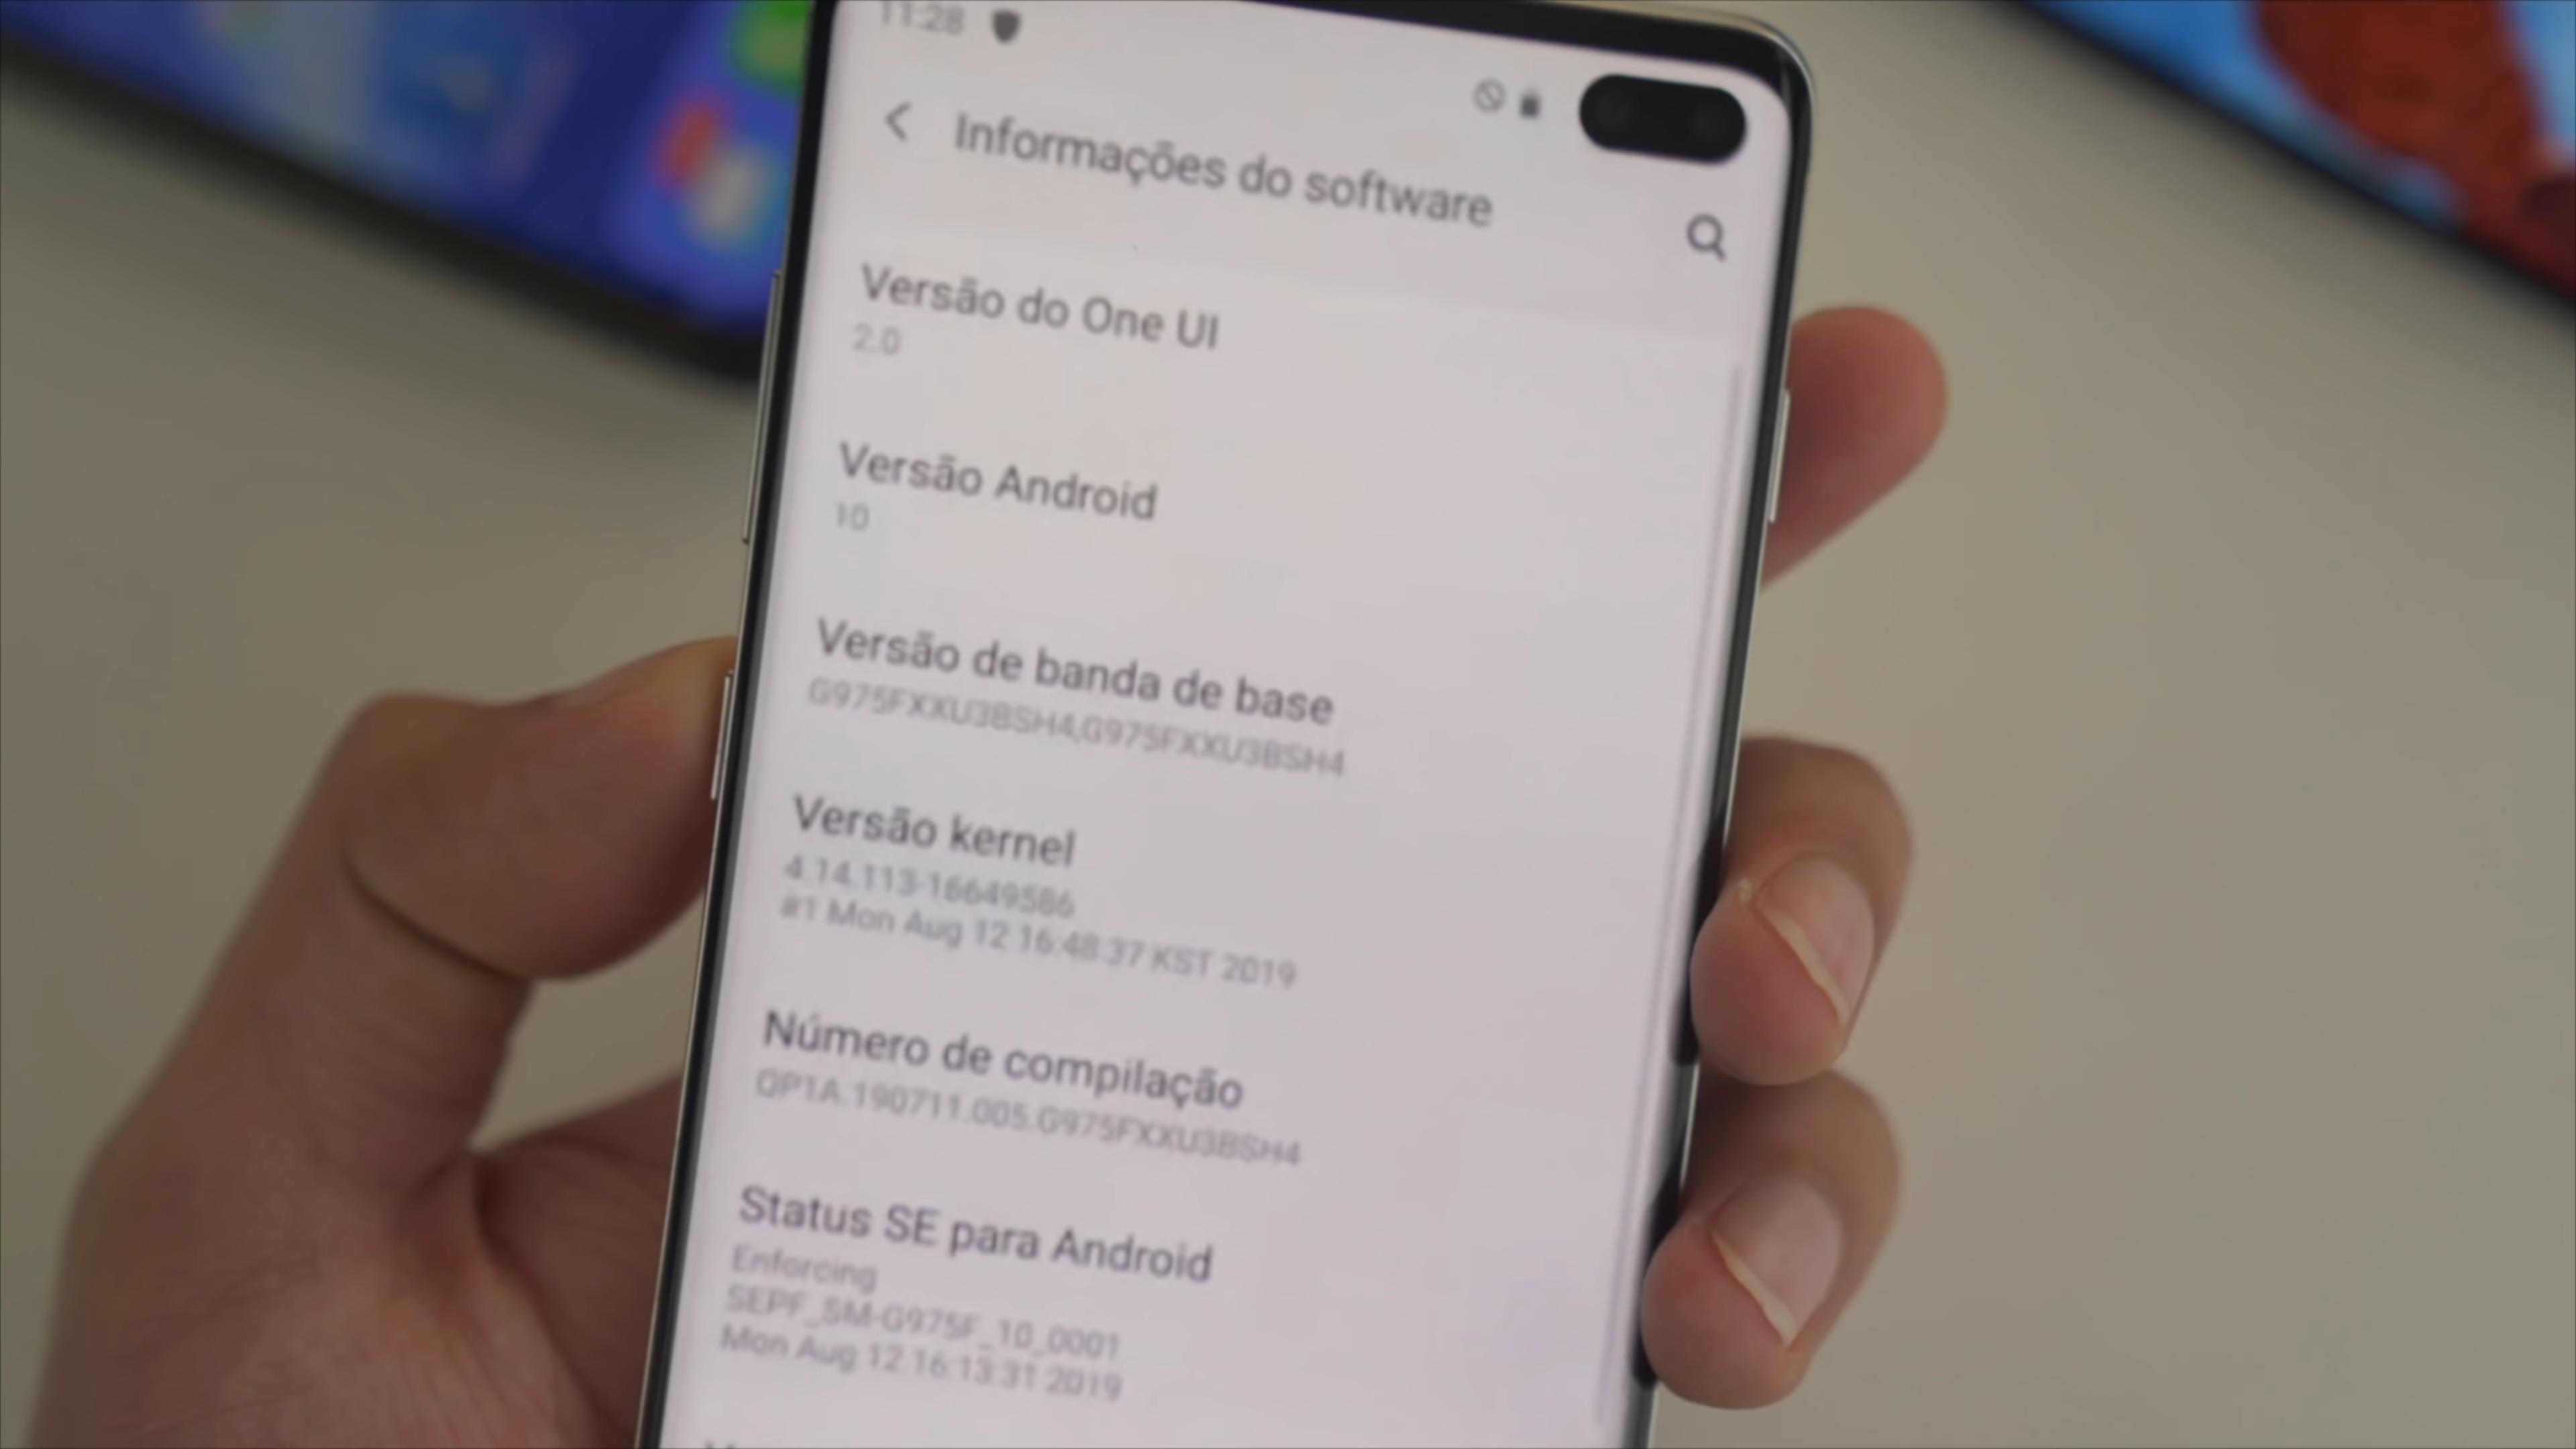 11:28
Informações do software
Versão do One UI
2.0
Versão Android
10
Versão de banda de base
G975FXXU3BSH4,G975FXXU3BSH4
Versão kernel
4.14.113-16649586
#1 Mon Aug 12 16:48:37 KST 2019
Número de compilação
QP1A.190711.005.G975FXXU3BSH4
Status SE para Android
Enforcing
SEPF_SM-G975F_10_0001
Mon Aug 12 16:13:31 2019